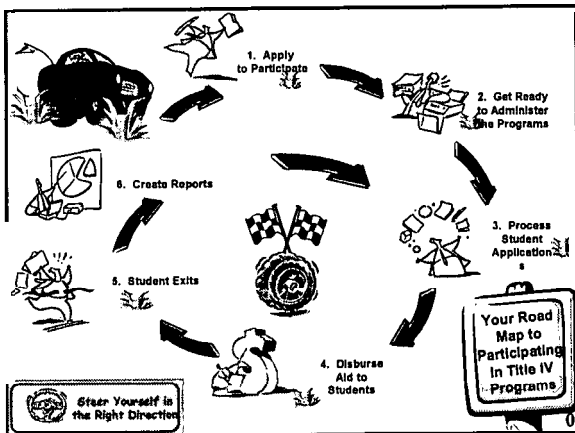 1. Apply
to Participate
2. Get Ready
to Administer
the Programs
3. Process
Student
Application
s
4. Disburse
Aid to
Students
5. Student Exits
6. Create Reports
Your Road
Map to
Participating
in Title IV
Programs
Steer Yourself in
the Right Direction
0